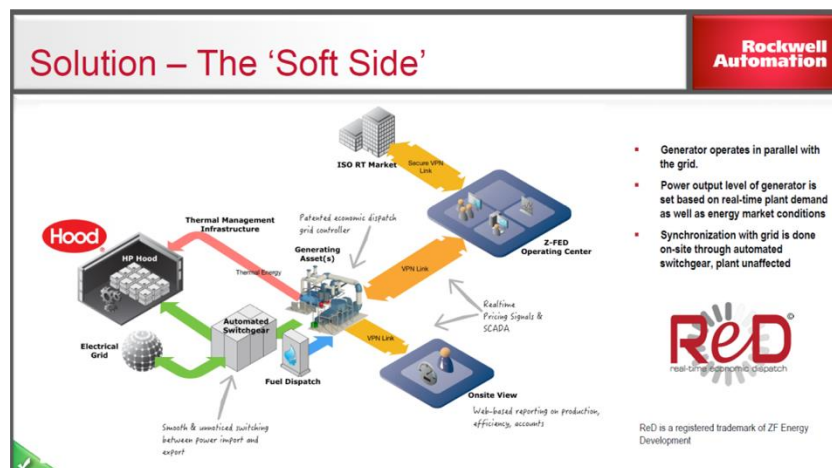 Solution – The ‘Soft Side’
Rockwell
Automation
ISO RT Market
Secure VPN
Link
Thermal Management
Infrastructure
Patented economic dispatch
grid controller
Hood
HP Hood
Generating
Asset(s)
Thermal Energy
VPN Link
Z-FED
Operating Center
Automated
Switchgear
Realtime
Pricing Signals &
SCADA
Electrical
Grid
VPN Link
Fuel Dispatch
Onsite View
Web-based reporting on production,
efficiency, accounts
Smooth & unnoticed switching
between power import and
export
▪ Generator operates in parallel with
the grid.
▪ Power output level of generator is
set based on real-time plant demand
as well as energy market conditions
▪ Synchronization with grid is done
on-site through automated
switchgear, plant unaffected
ReD©
real-time economic dispatch
ReD is a registered trademark of ZF Energy
Development